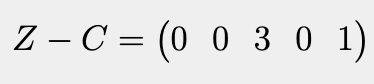 Z − C = (0 0 3 0 1)